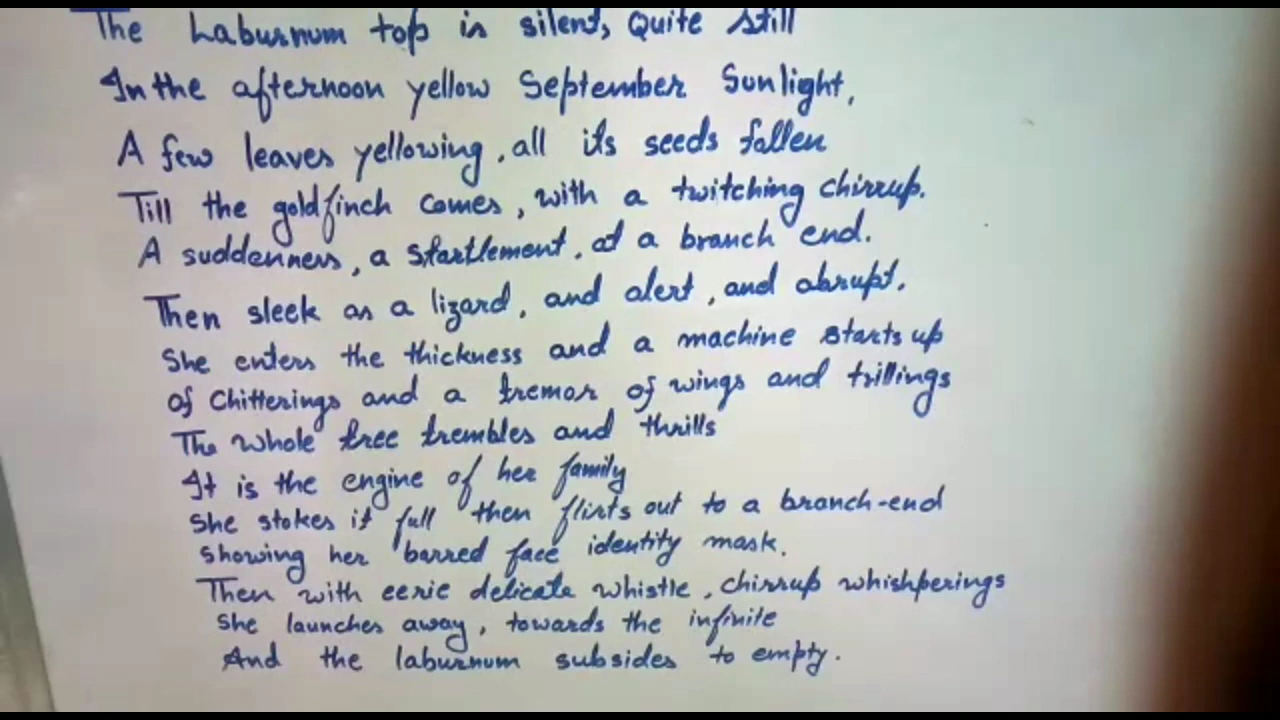 The Laburnum top is silent, Quite still
In the afternoon yellow September Sunlight,
A few leaves yellowing, all its seeds fallen
Till the goldfinch comes, with a twitching chirrup.
A suddenness, a startlement, at a branch end.
Then sleek as a lizard, and alert, and abrupt.
She enters the thickness and a machine starts up
of Chitterings and a tremor of wings and trillings
The whole tree trembles and thrills
It is the engine of her family
She stokes it full then flirts out to a branch-end
Showing her barred face identity mask.
Then with eerie delicate whistle, chirrup whishperings
She launches away, towards the infinite
And the laburnum subsides to empty.